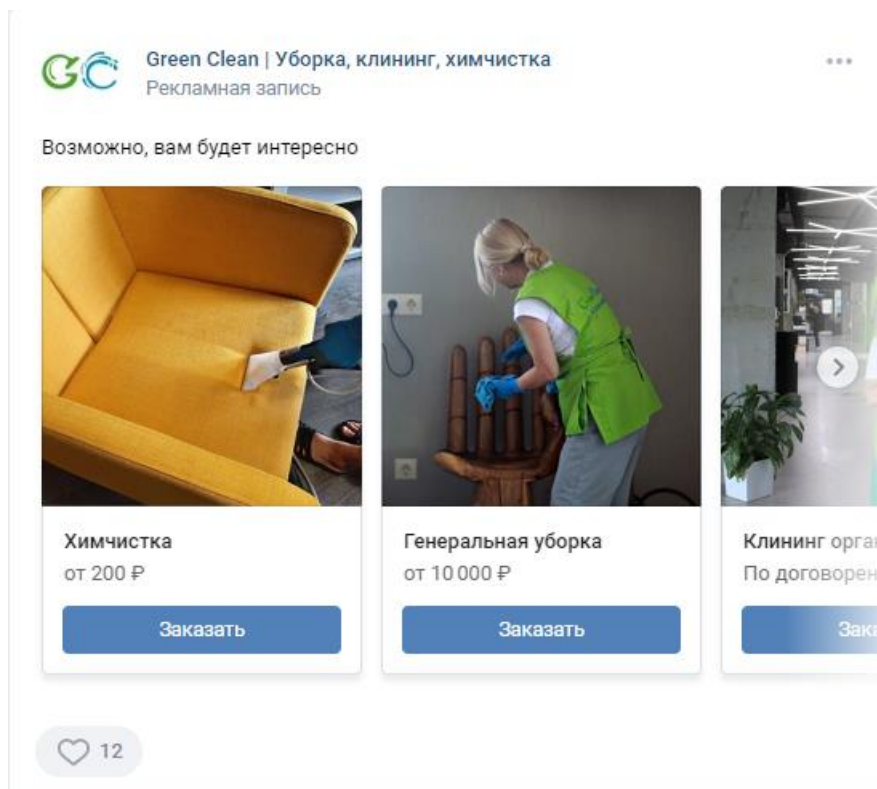 GC
Green Clean | Уборка, клининг, химчистка
Рекламная запись
Возможно, вам будет интересно
Химчистка
от 200 ₽
Заказать
Генеральная уборка
от 10 000 ₽
Заказать
Клининг
По
12